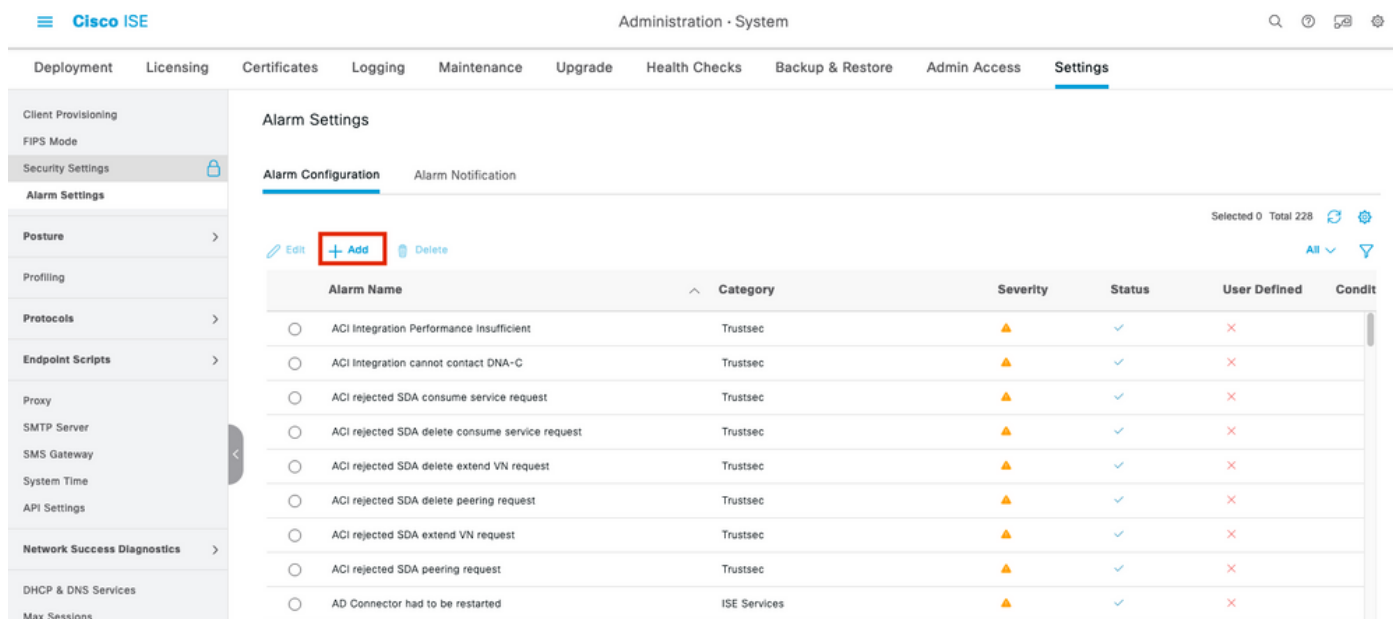 Cisco ISE
Administration · System
Deployment Licensing Certificates Logging Maintenance Upgrade Health Checks Backup & Restore Admin Access Settings
Client Provisioning
FIPS Mode
Security Settings
Alarm Settings
Posture
Profiling
Protocols
Endpoint Scripts
Proxy
SMTP Server
SMS Gateway
System Time
API Settings
Network Success Diagnostics
DHCP & DNS Services
Max Sessions
Alarm Settings
Alarm Configuration Alarm Notification
Selected 0 Total 228
Edit Add Delete All
Alarm Name Category Severity Status User Defined Condit
ACI Integration Performance Insufficient Trustsec
ACI Integration cannot contact DNA-C Trustsec
ACI rejected SDA consume service request Trustsec
ACI rejected SDA delete consume service request Trustsec
ACI rejected SDA delete extend VN request Trustsec
ACI rejected SDA delete peering request Trustsec
ACI rejected SDA extend VN request Trustsec
ACI rejected SDA peering request Trustsec
AD Connector had to be restarted ISE Services